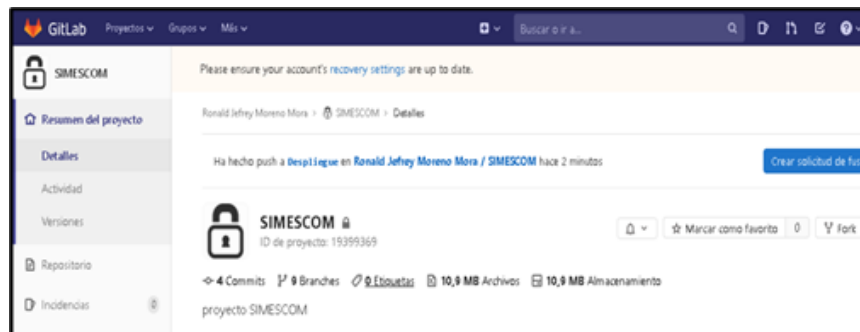 GitLab Proyectos Grupos Más Buscar o ir a...
SIMESCOM
Please ensure your account's recovery settings are up to date.
Resumen del proyecto
Ronald Jefrey Moreno Mora > SIMESCOM > Detalles
Detalles
Ha hecho push a Despliegue en Ronald Jefrey Moreno Mora / SIMESCOM hace 2 minutos
Crear solicitud de fus
Actividad
Versiones
SIMESCOM
ID de proyecto: 19399369
Marcar como favorito 0 Fork
Repositorio
4 Commits 9 Branches 0 Etiquetas 10,9 MB Archivos 10,9 MB Almacenamiento
Incidencias 0
proyecto SIMESCOM